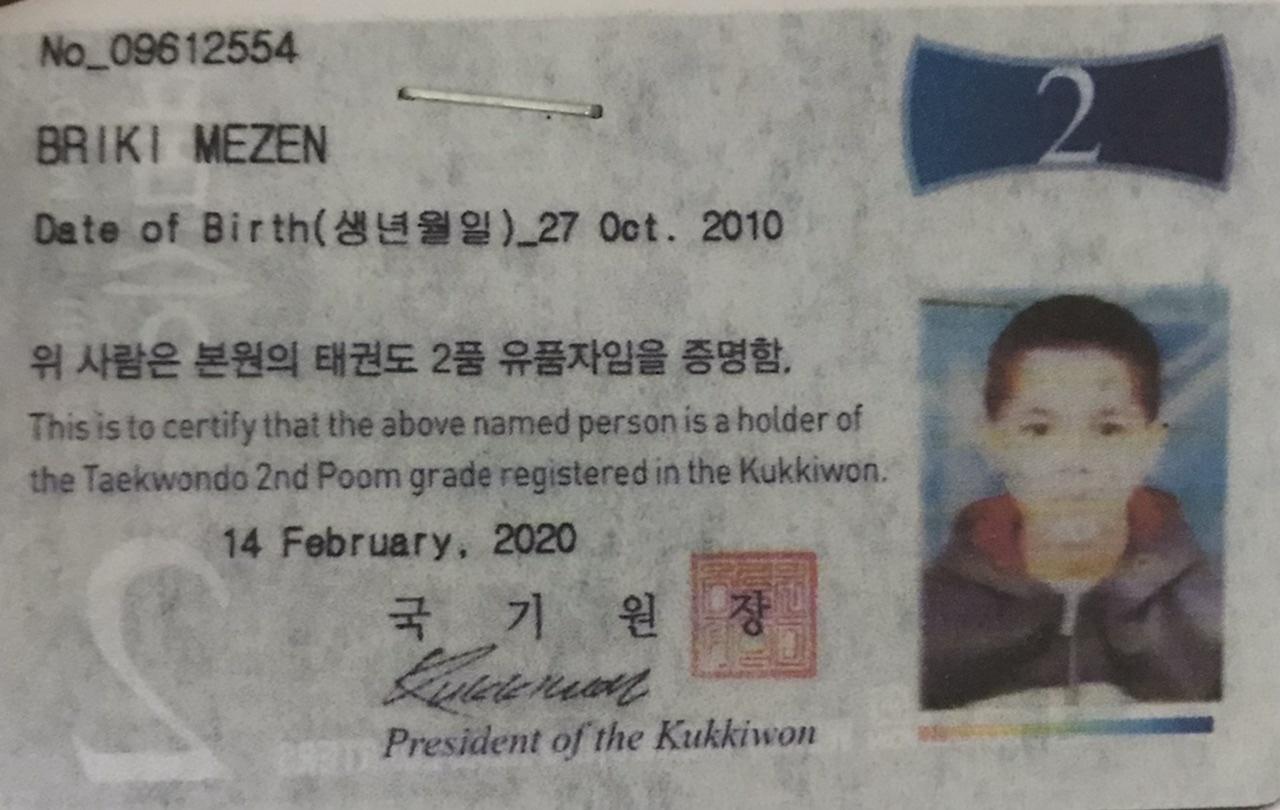 No_09612554
2
BRIKI MEZEN
Date of Birth(생년월일)_27 Oct. 2010
위 사람은 본원의 태권도 2품 유품자임을 증명함.
This is to certify that the above named person is a holder of
the Taekwondo 2nd Poom grade registered in the Kukkiwon.
14 February, 2020
국 기 원 장
Kukkiwon
President of the Kukkiwon
2